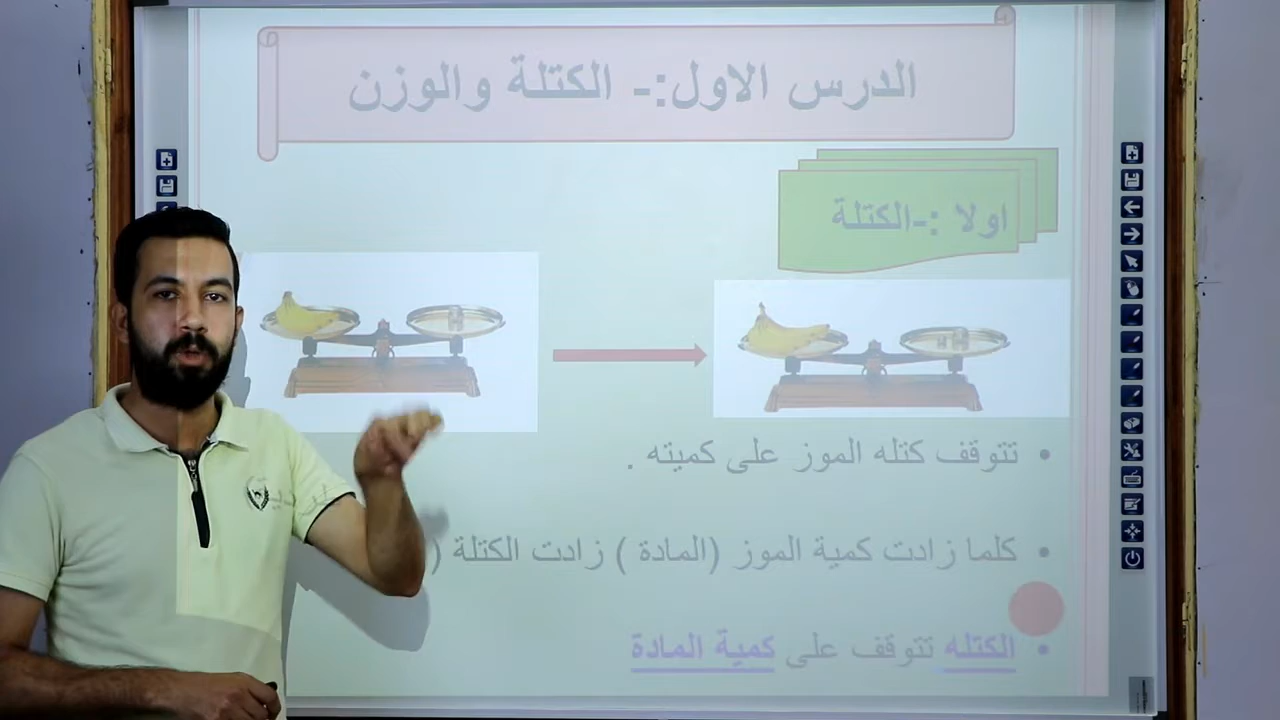 الدرس الاول:- الكتلة والوزن
اولا :-الكتلة
تتوقف كتله الموز على كميته .
كلما زادت كمية الموز (المادة ) زادت الكتلة (
الكتله تتوقف على كمية المادة